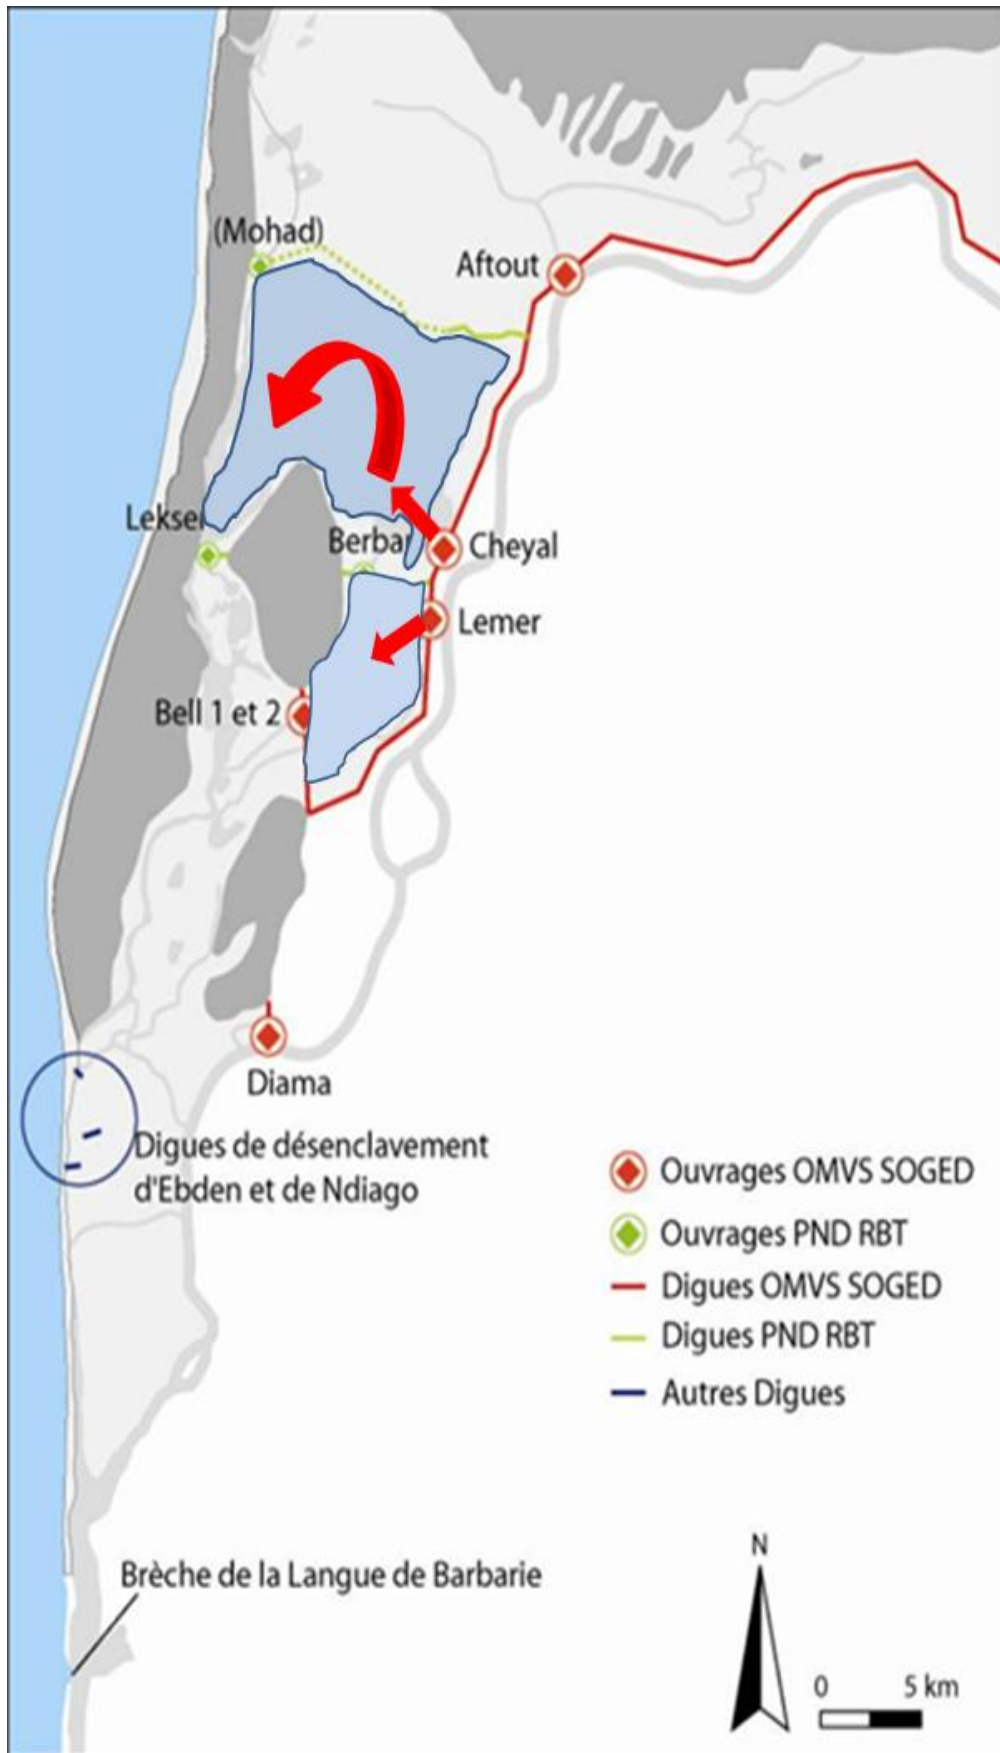 (Mohad)
Aftout
Leksei
Berbar
Cheyal
Lemer
Bell 1 et 2
Diama
Digues de désenclavement
d'Ebden et de Ndiago
Ouvrages OMVS SOGED
Ouvrages PND RBT
Digues OMVS SOGED
Digues PND RBT
Autres Digues
Brèche de la Langue de Barbarie
N
0 5 km